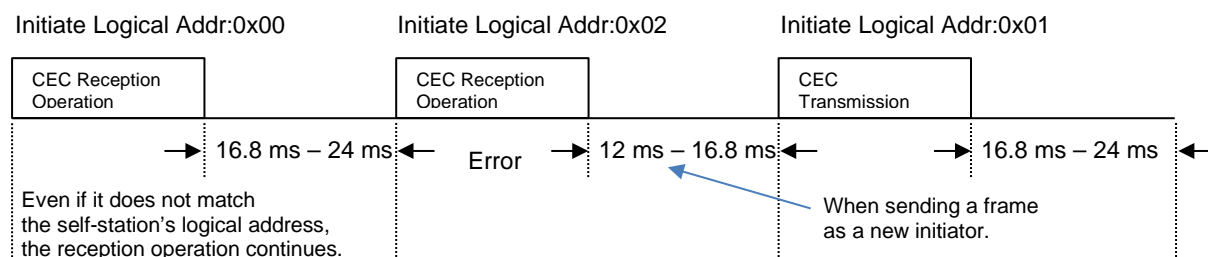 Initiate Logical Addr:0x00
Initiate Logical Addr:0x02
Initiate Logical Addr:0x01
CEC Reception
Operation
CEC Reception
Operation
CEC
Transmission
16.8 ms – 24 ms
Error
12 ms – 16.8 ms
16.8 ms – 24 ms
Even if it does not match
the self-station's logical address,
the reception operation continues.
When sending a frame
as a new initiator.